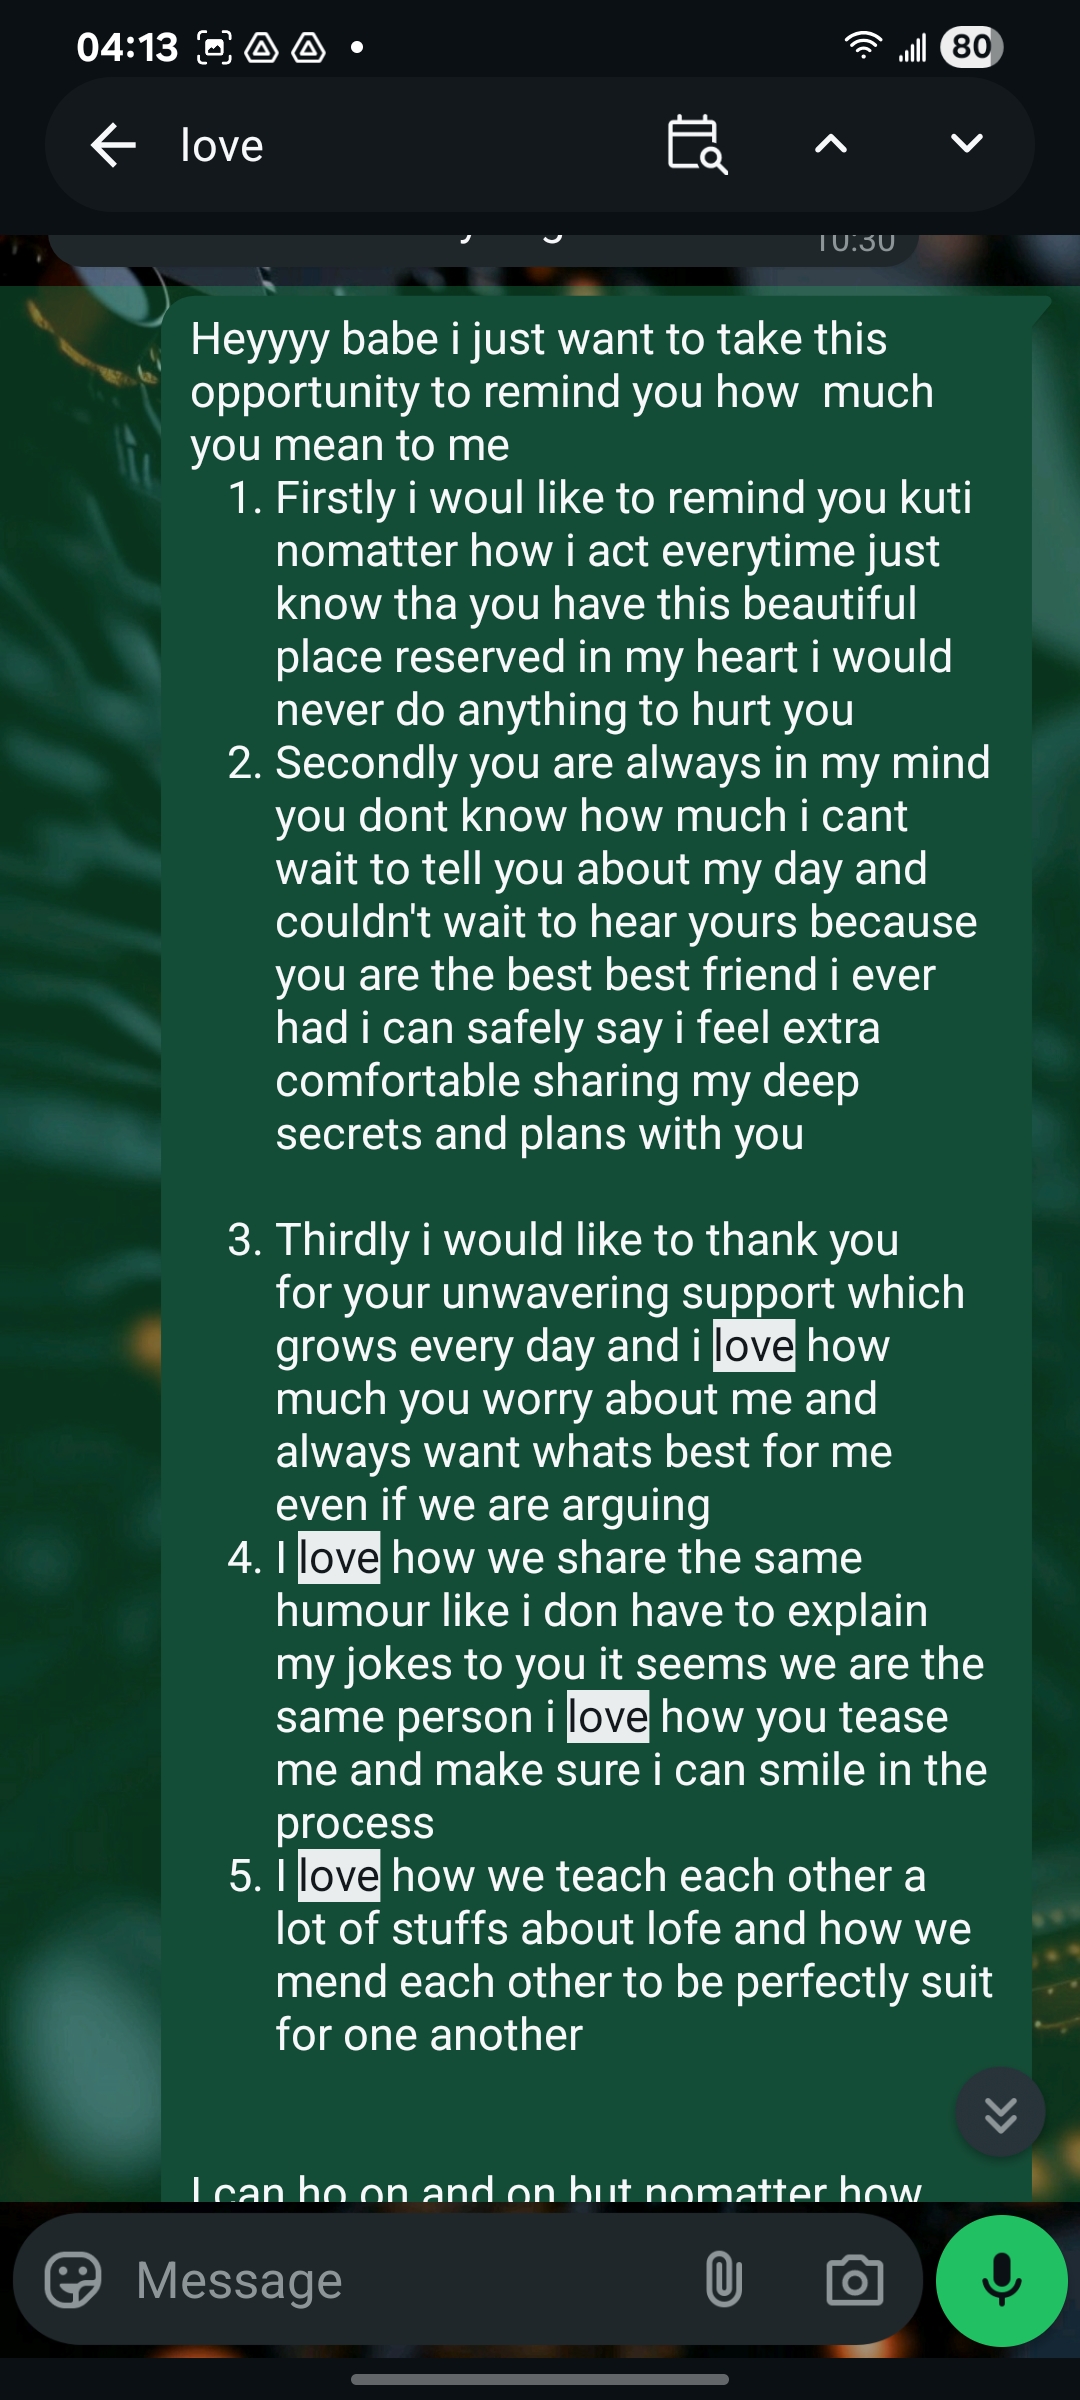 04:13
80
love
10:30
Heyyyy babe i just want to take this
opportunity to remind you how  much
you mean to me
1. Firstly i woul like to remind you kuti
nomatter how i act everytime just
know tha you have this beautiful
place reserved in my heart i would
never do anything to hurt you
2. Secondly you are always in my mind
you dont know how much i cant
wait to tell you about my day and
couldn't wait to hear yours because
you are the best best friend i ever
had i can safely say i feel extra
comfortable sharing my deep
secrets and plans with you
3. Thirdly i would like to thank you
for your unwavering support which
grows every day and i love how
much you worry about me and
always want whats best for me
even if we are arguing
4. I love how we share the same
humour like i don have to explain
my jokes to you it seems we are the
same person i love how you tease
me and make sure i can smile in the
process
5. I love how we teach each other a
lot of stuffs about lofe and how we
mend each other to be perfectly suit
for one another
I can ho on and on but nomatter how
Message